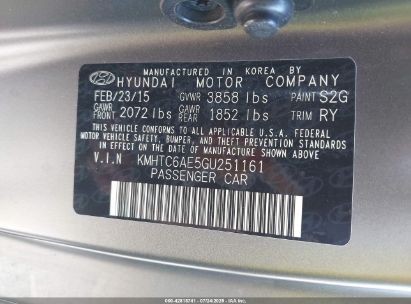 MANUFACTURED IN KOREA BY
HYUNDAI MOTOR COMPANY
FEB/23/15 GVWR 3858 lbs PAINT S2G
GAWR FRONT 2072 lbs GAWR REAR 1852 lbs TRIM RY
THIS VEHICLE CONFORMS TO ALL APPLICABLE U.S.A. FEDERAL
MOTOR VEHICLE SAFETY, BUMPER, AND THEFT PREVENTION
STANDARDS IN EFFECT ON THE DATE OF MANUFACTURE SHOWN ABOVE.
V.I.N KMHTC6AE5GU251161
PASSENGER CAR